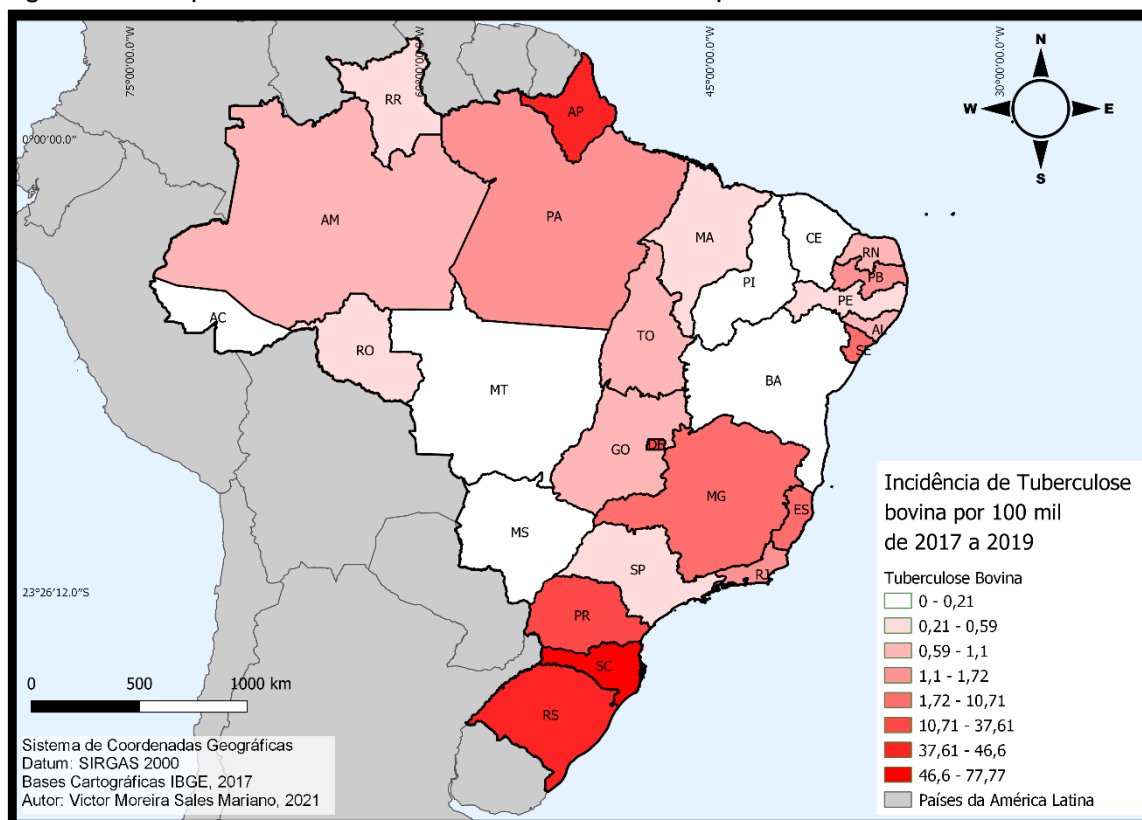 75°00'00.0"W
45°00'00.0"W
30°00'00.0"W
N
W
E
S
0°00'00.0"
RR
AP
AM
PA
MA
CE
RN
PB
PI
PE
AL
SE
AC
RO
TO
MT
BA
GO
DF
MG
ES
MS
SP
RJ
PR
SC
RS
23°26'12.0"S
0 500 1000 km
Sistema de Coordenadas Geográficas
Datum: SIRGAS 2000
Bases Cartográficas IBGE, 2017
Autor: Victor Moreira Sales Mariano, 2021
Incidência de Tuberculose
bovina por 100 mil
de 2017 a 2019
Tuberculose Bovina
0 - 0,21
0,21 - 0,59
0,59 - 1,1
1,1 - 1,72
1,72 - 10,71
10,71 - 37,61
37,61 - 46,6
46,6 - 77,77
Países da América Latina